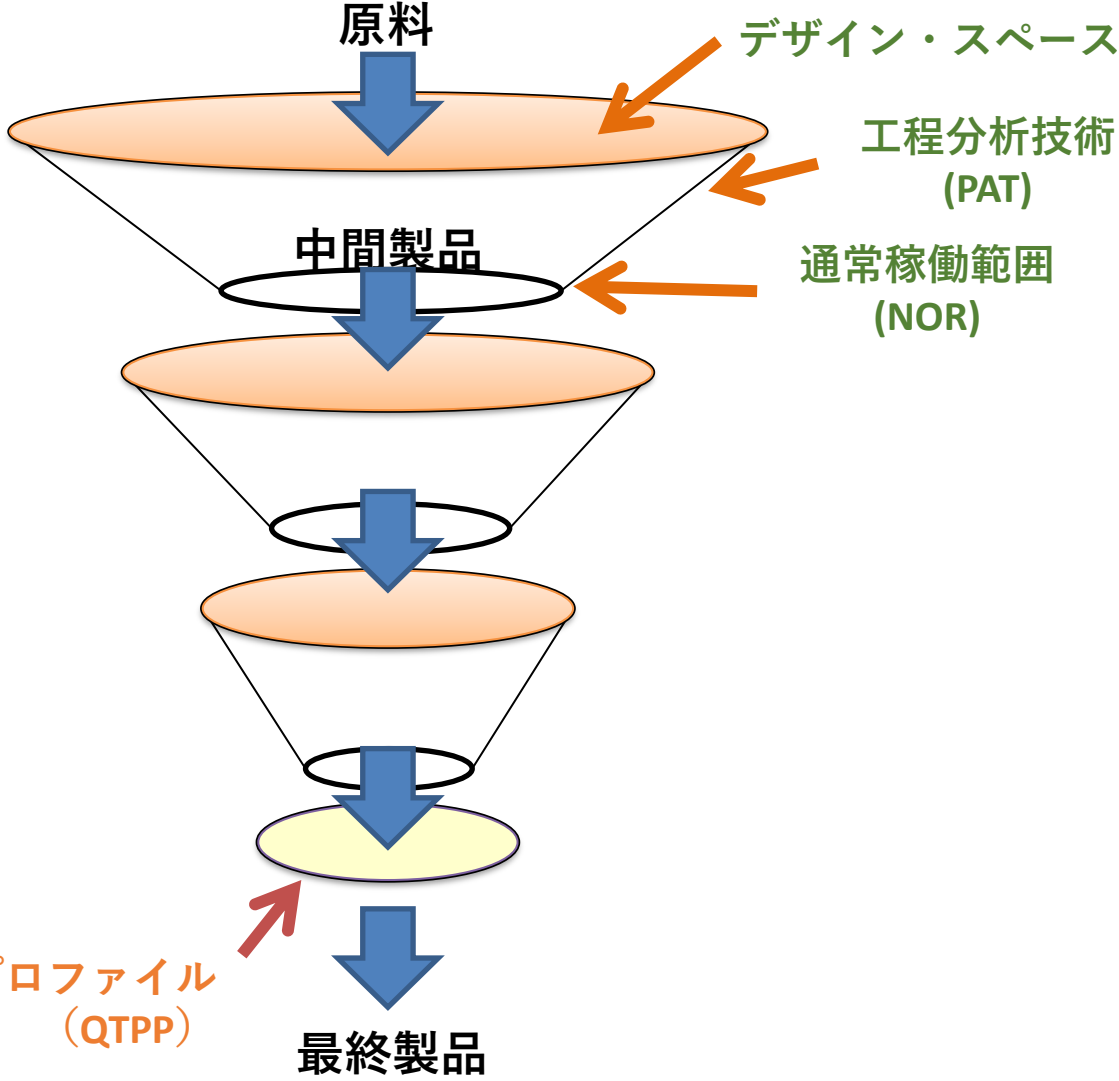 原料
デザイン・スペース
工程分析技術
(PAT)
中間製品
通常稼働範囲
(NOR)
プロファイル
（QTPP）
最終製品